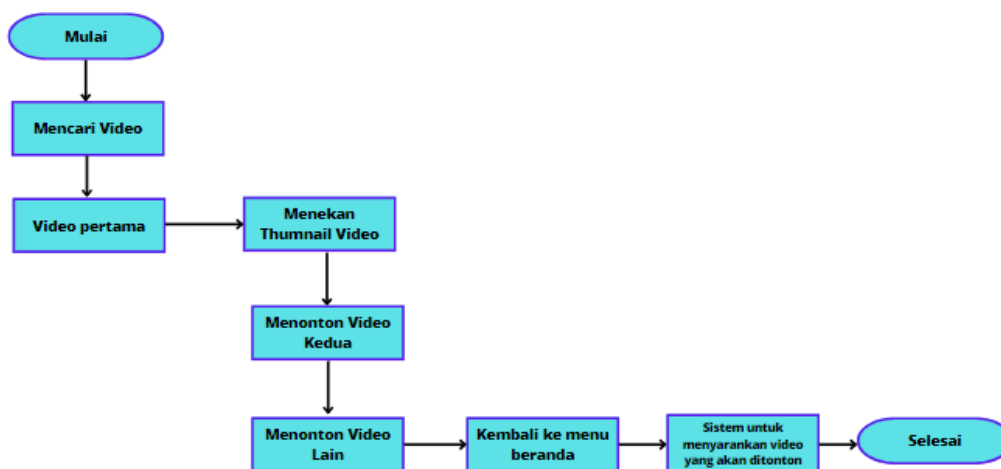 Mulai
Mencari Video
Video pertama
Menekan
Thumnail Video
Menonton Video
Kedua
Menonton Video
Lain
Kembali ke menu
beranda
Sistem untuk
menyarankan video
yang akan ditonton
Selesai